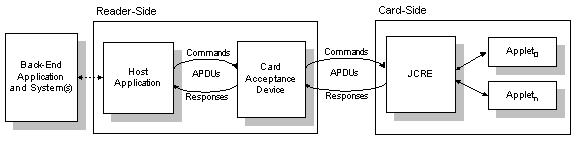 Reader-Side
Card-Side
Back-End
Application
and System(s)
Host
Application
Commands
APDUs
Responses
Card
Acceptance
Device
Commands
APDUs
Responses
JCRE
Applet0
Appletn